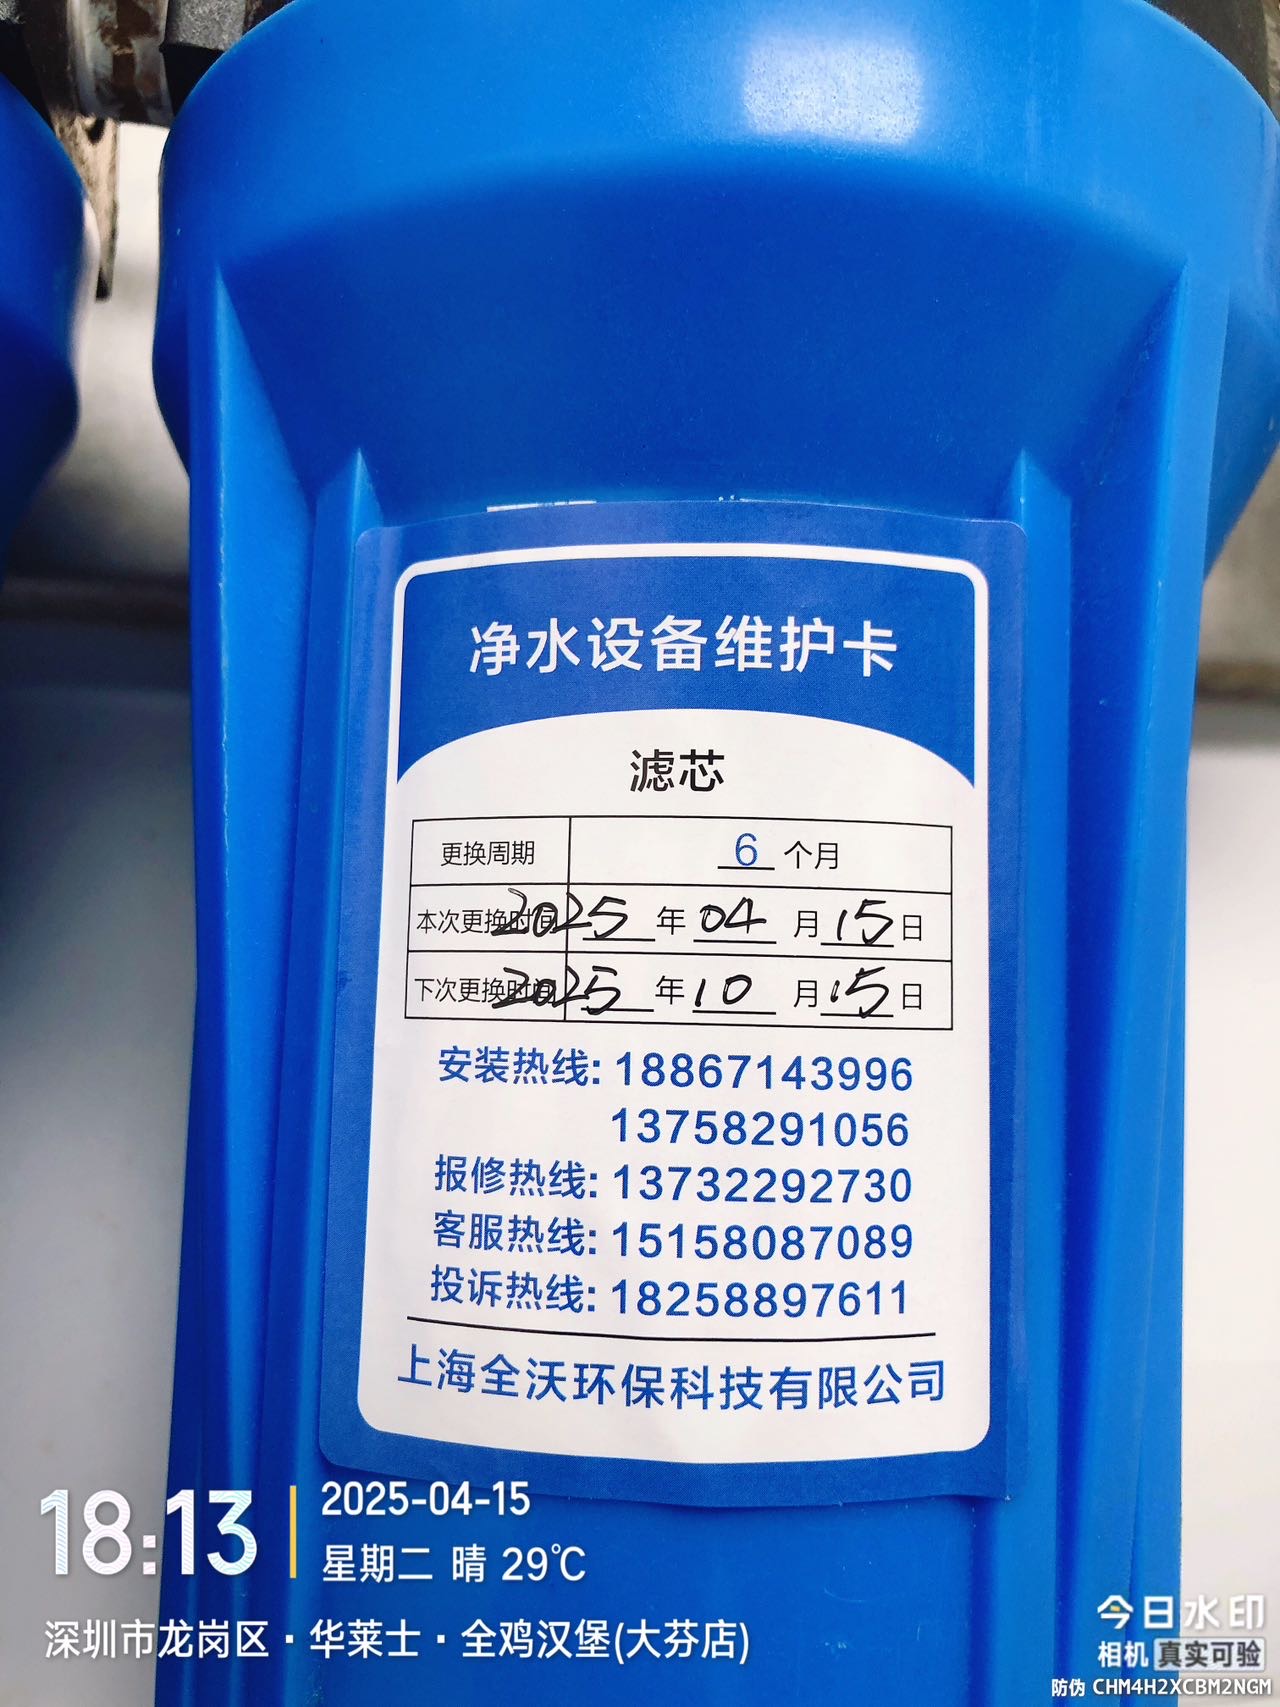 净水设备维护卡
滤芯
更换周期 6 个月
本次更换时间 2025 年 04 月 15 日
下次更换时间 2025 年 10 月 15 日
安装热线: 18867143996
13758291056
报修热线: 13732292730
客服热线: 15158087089
投诉热线: 18258897611
上海全沃环保科技有限公司
18:13
2025-04-15
星期二 晴 29℃
深圳市龙岗区·华莱士·全鸡汉堡(大芬店)
今日水印
相机 真实可验
防伪 CHM4H2XCBM2NGM